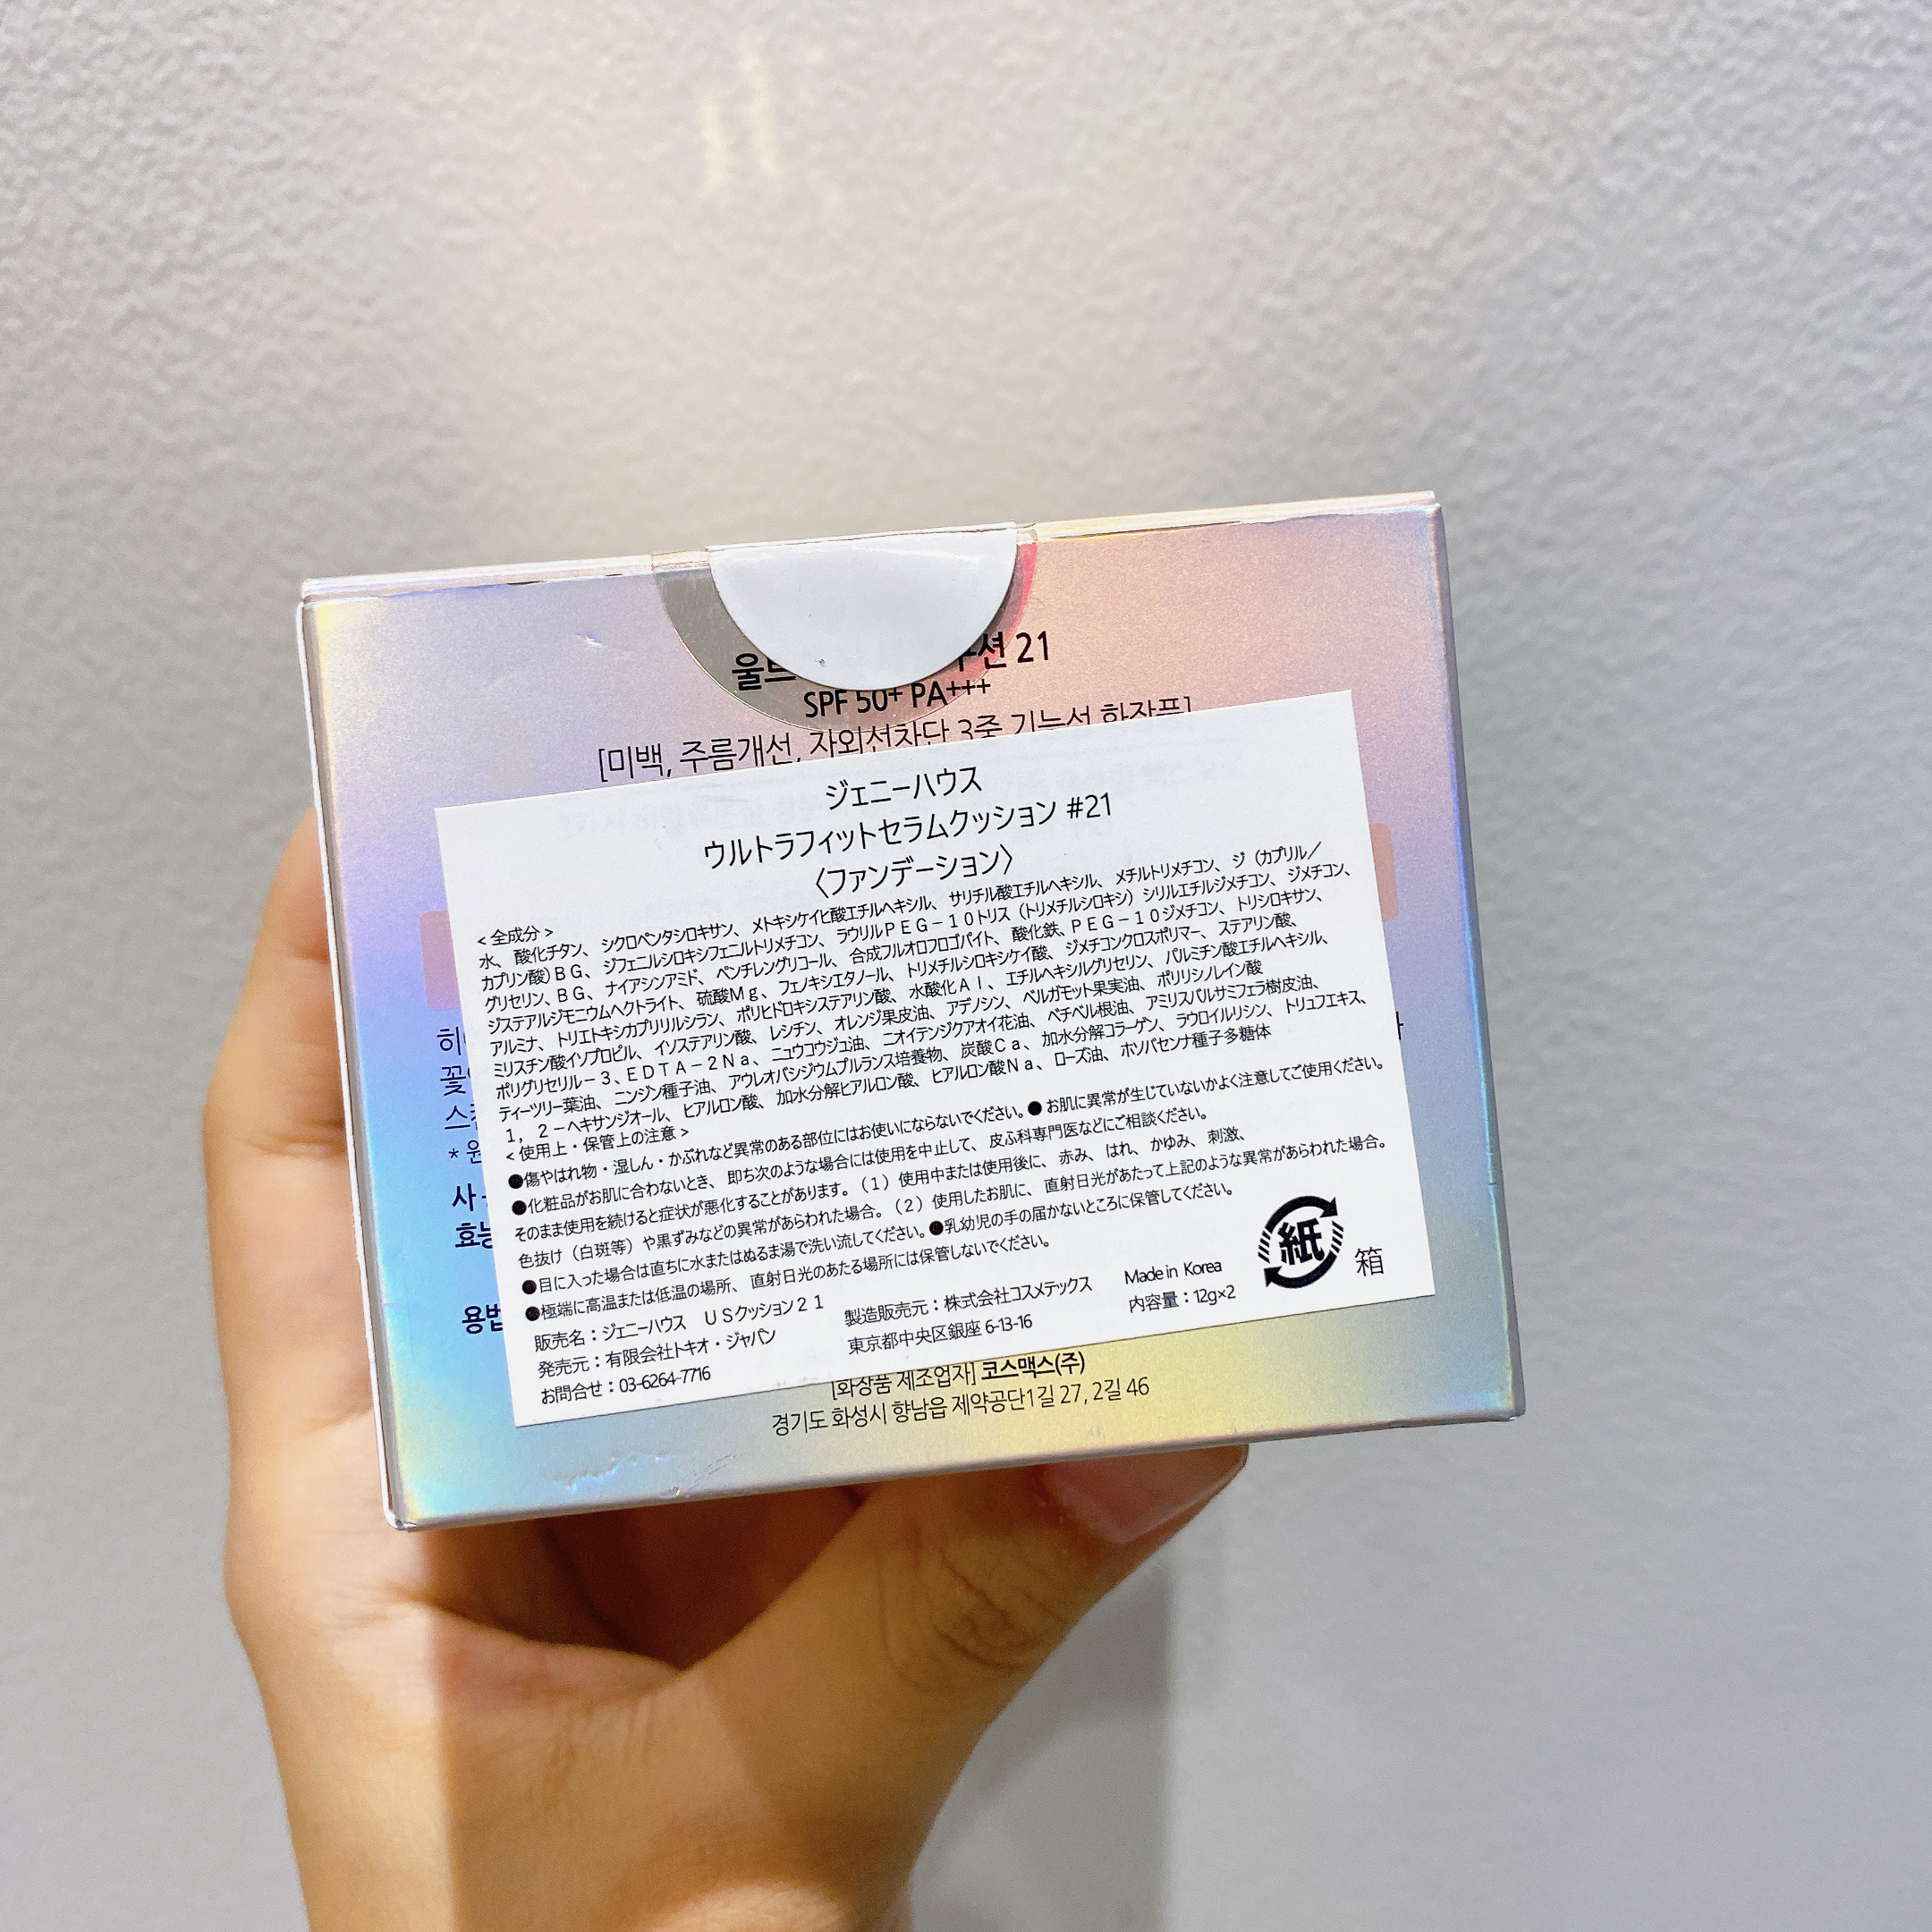 션 21
SPF 50+ PA+++
[미백, 주름개선, 자외선차단 3중 기능성 화장품]
ジェニーハウス
ウルトラフィットセラムクッション #21
〈ファンデーション〉
＜全成分＞
水、酸化チタン、シクロペンタシロキサン、メトキシケイヒ酸エチルヘキシル、サリチル酸エチルヘキシル、メチルトリメチコン、ジ（カプリル／
カプリン酸）ＢＧ、ジフェニルシロキシフェニルトリメチコン、ラウリルＰＥＧ－１０トリス（トリメチルシロキシ）シリルエチルジメチコン、ジメチコン、
グリセリン、ＢＧ、ナイアシンアミド、ペンチレングリコール、合成フルオロフロゴパイト、酸化鉄、ＰＥＧ－１０ジメチコン、トリシロキサン、
ジステアルジモニウムヘクトライト、硫酸Ｍｇ、フェノキシエタノール、トリメチルシロキシケイ酸、ジメチコンクロスポリマー、ステアリン酸、
アルミナ、トリエトキシカプリリルシラン、ポリヒドロキシステアリン酸、水酸化Ａｌ、エチルヘキシルグリセリン、パルミチン酸エチルヘキシル、
ミリスチン酸イソプロピル、イソステアリン酸、レシチン、オレンジ果皮油、アデノシン、ベルガモット果実油、ポリリシノレイン酸
ポリグリセリル－３、ＥＤＴＡ－２Ｎａ、ニュウコウジュ油、ニオイテンジクアオイ花油、ベチベル根油、アミリスバルサミフェラ樹皮油、
ティーツリー葉油、ニンジン種子油、アウレオバシジウムプルランス培養物、炭酸Ｃａ、加水分解コラーゲン、ラウロイルリシン、トリュフエキス、
１，２－ヘキサンジオール、ヒアルロン酸、加水分解ヒアルロン酸、ヒアルロン酸Ｎａ、ローズ油、ホソバセンナ種子多糖体
＜使用上・保管上の注意＞
●傷やはれ物・湿しん・かぶれなど異常のある部位にはお使いにならないでください。●お肌に異常が生じていないかよく注意してご使用ください。
●化粧品がお肌に合わないとき、即ち次のような場合には使用を中止して、皮ふ科専門医などにご相談ください。
そのまま使用を続けると症状が悪化することがあります。（１）使用中または使用後に、赤み、はれ、かゆみ、刺激、
色抜け（白斑等）や黒ずみなどの異常があらわれた場合。（２）使用したお肌に、直射日光があたって上記のような異常があらわれた場合。
●目に入った場合は直ちに水またはぬるま湯で洗い流してください。●乳幼児の手の届かないところに保管してください。
●極端に高温または低温の場所、直射日光のあたる場所には保管しないでください。
販売名：ジェニーハウス　ＵＳクッション２１
発売元：有限会社トキオ・ジャパン
お問合せ：03-6264-7716
製造販売元：株式会社コスメテックス
東京都中央区銀座 6-13-16
Made in Korea
内容量：12g×2
紙
箱
[화장품 제조업자] 코스맥스(주)
경기도 화성시 향남읍 제약공단1길 27, 2길 46